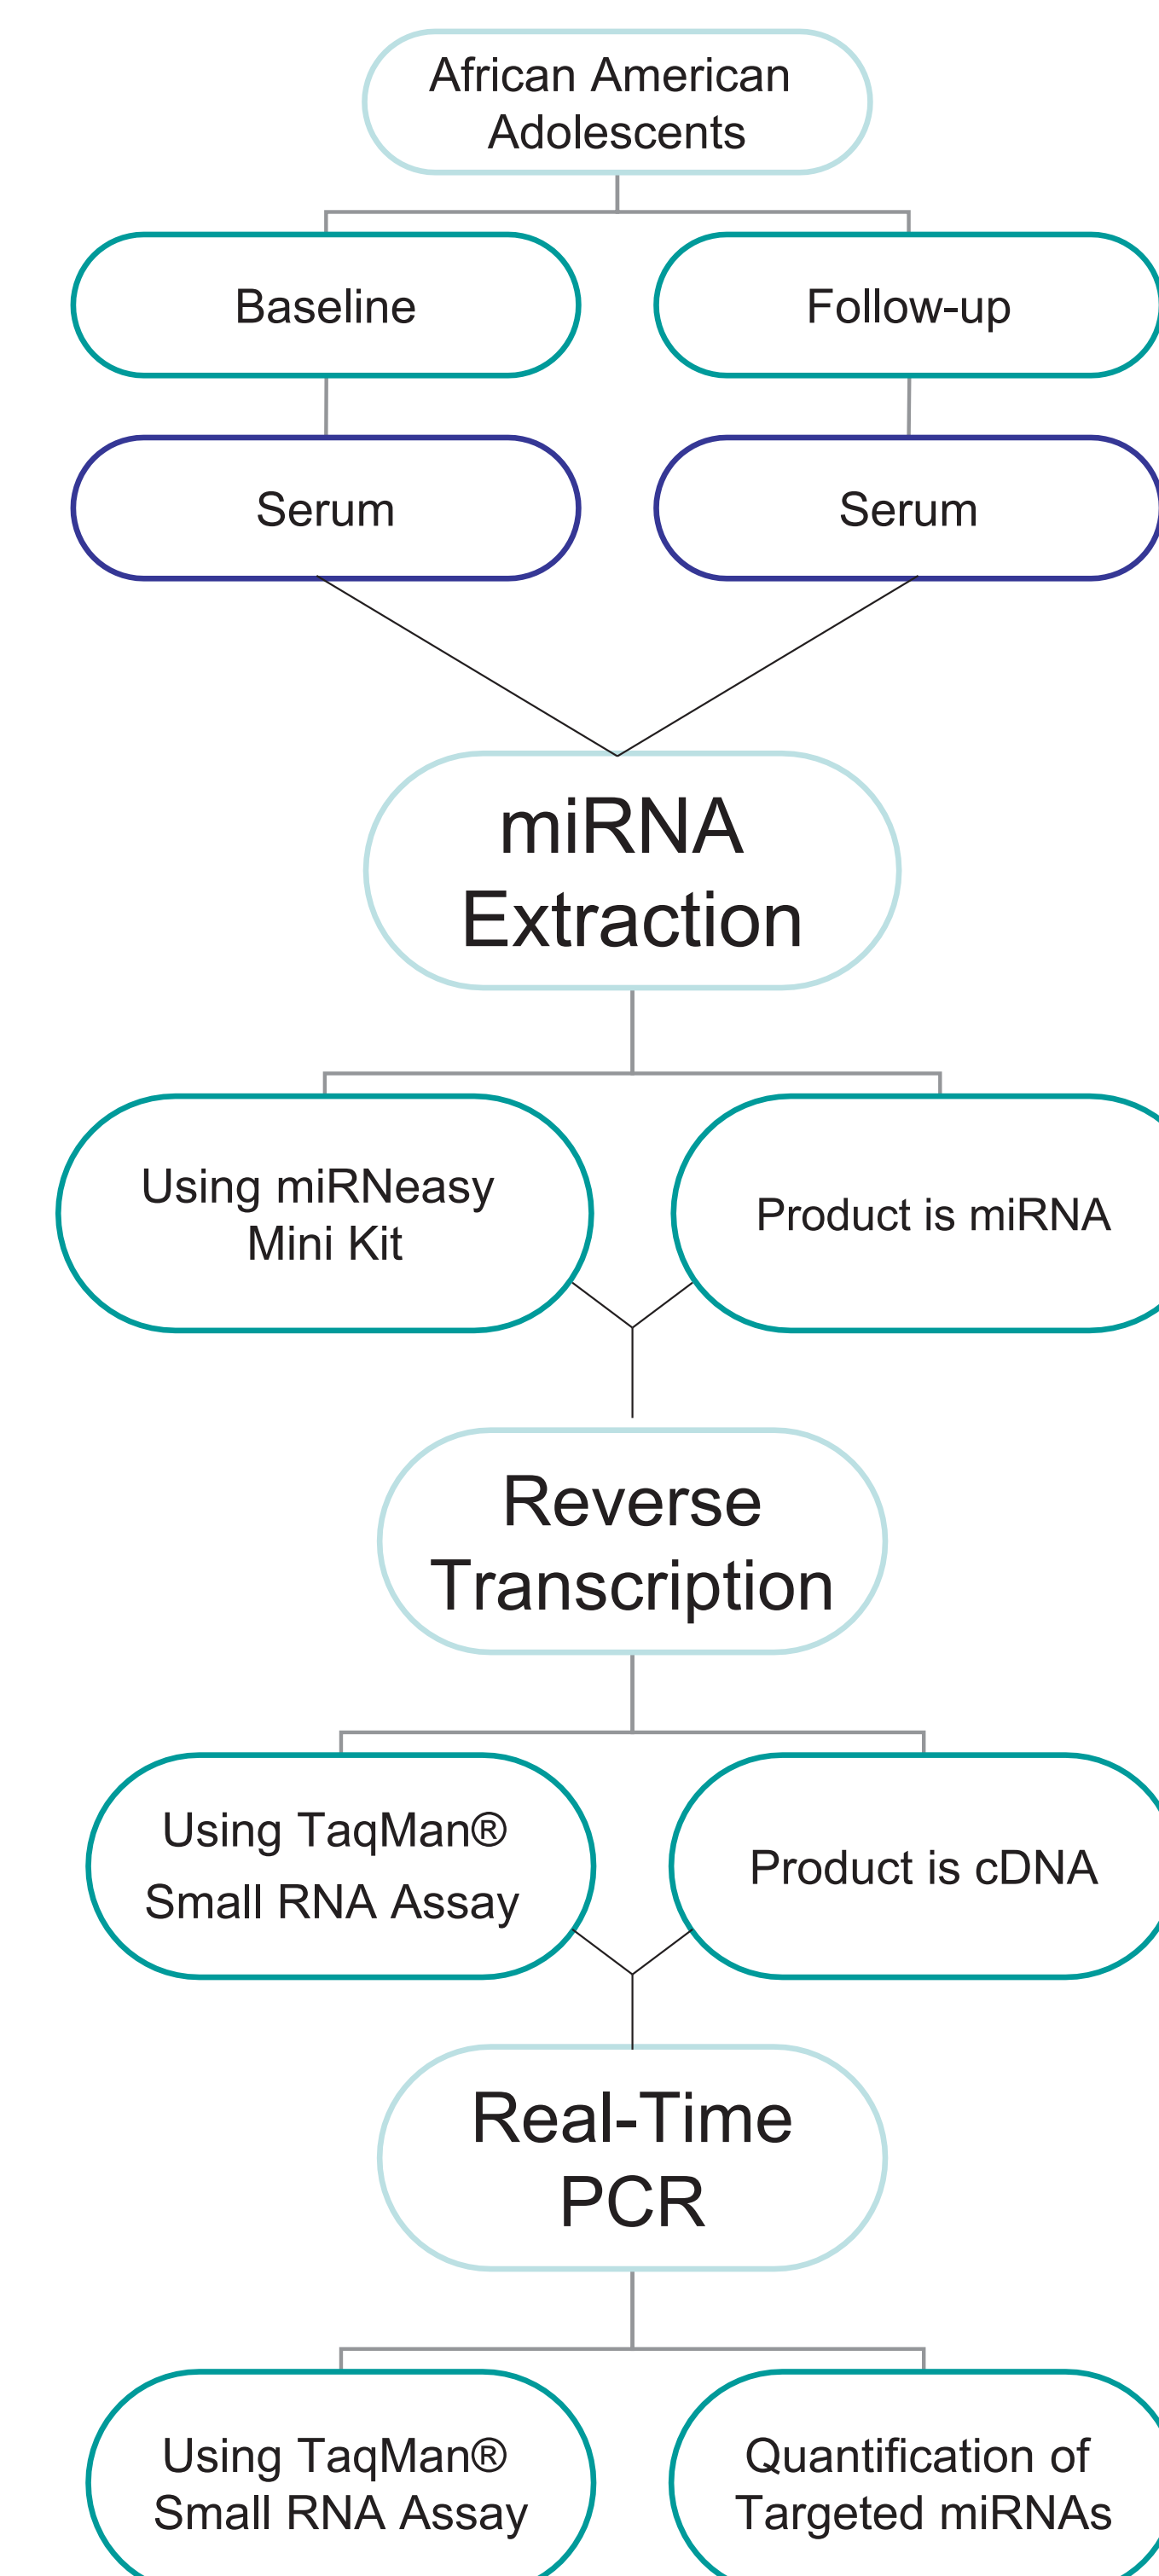 African American
Adolescents
Baseline
Follow-up
Serum
Serum
miRNA
Extraction
Using miRNeasy
Mini Kit
Product is miRNA
Reverse
Transcription
Using TaqMan®
Small RNA Assay
Product is cDNA
Real-Time
PCR
Using TaqMan®
Small RNA Assay
Quantification of
Targeted miRNAs